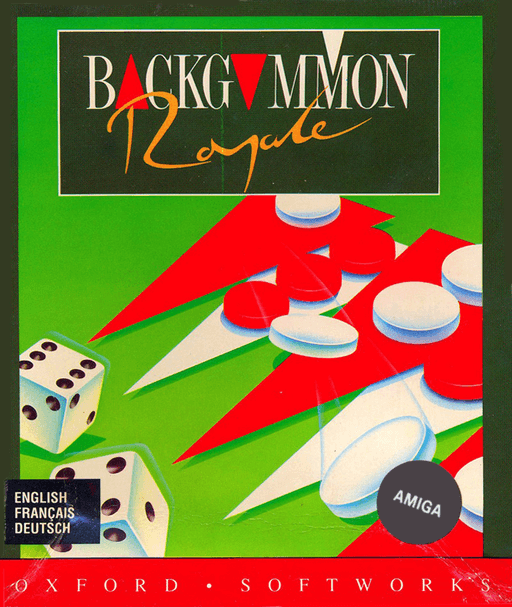 BACKGAMMON
Royale
ENGLISH
FRANÇAIS
DEUTSCH
AMIGA
OXFORD • SOFTWORKS